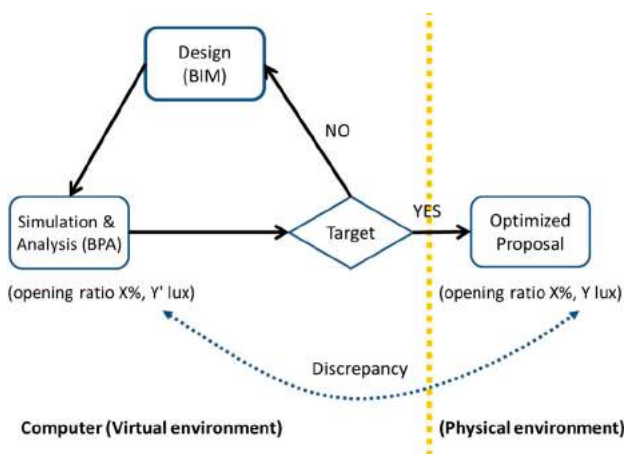 Design
(BIM)
NO
YES
Simulation &
Analysis (BPA)
Target
Optimized
Proposal
(opening ratio X%, Y' lux)
(opening ratio X%, Y lux)
Discrepancy
Computer (Virtual environment)
(Physical environment)